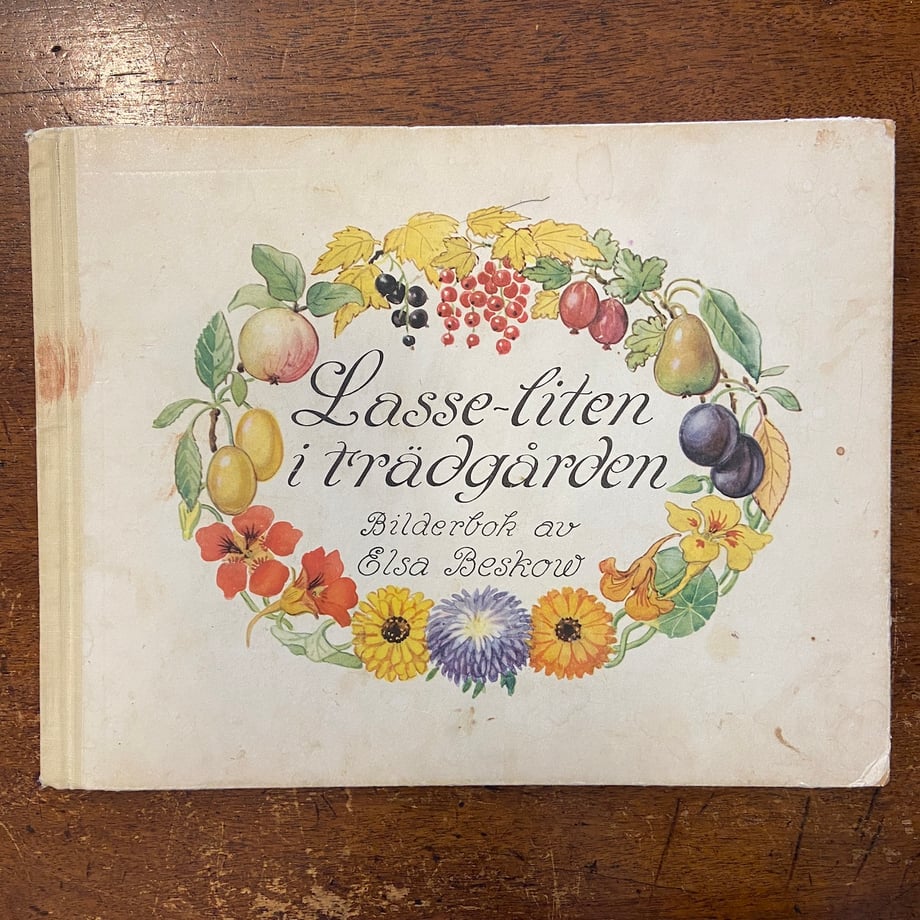 Lasse-liten
i trädgården
Bilderbok av
Elsa Beskow